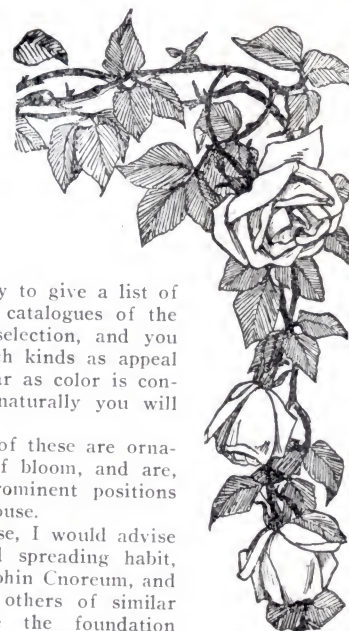 y to give a list of
catalogues of the
selection, and you
h kinds as appeal
ar as color is con-
naturally you will
of these are orna-
f bloom, and are,
rominent positions
ouse.
se, I would advise
l spreading habit,
phin Cnoreum, and
others of similar
e the foundation